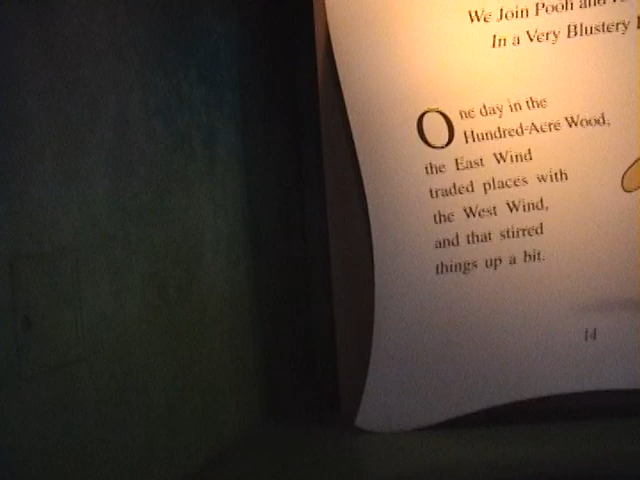 We Join Pooh and
In a Very Blustery
One day in the
Hundred-Acre Wood,
the East Wind
traded places with
the West Wind,
and that stirred
things up a bit.
14